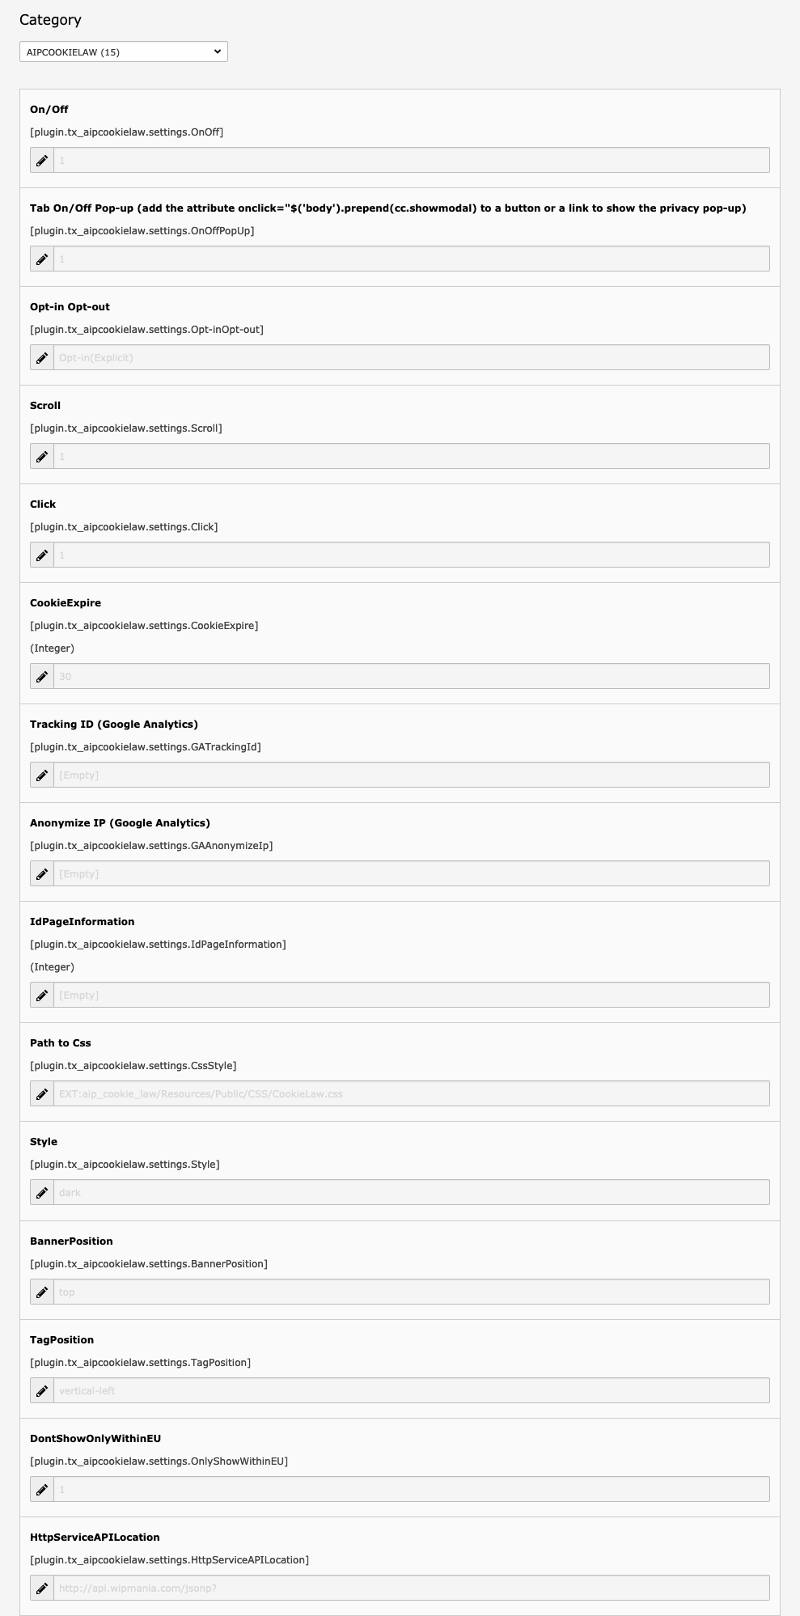 Category
AIPCOOKIELAW (15)
On/Off
[plugin.tx_aipcookielaw.settings.OnOff]
1
Tab On/Off Pop-up (add the attribute onclick="$('body').prepend(cc.showmodal) to a button or a link to show the privacy pop-up)
[plugin.tx_aipcookielaw.settings.OnOffPopUp]
1
Opt-in Opt-out
[plugin.tx_aipcookielaw.settings.Opt-inOpt-out]
Opt-in(Explicit)
Scroll
[plugin.tx_aipcookielaw.settings.Scroll]
1
Click
[plugin.tx_aipcookielaw.settings.Click]
1
CookieExpire
[plugin.tx_aipcookielaw.settings.CookieExpire]
(Integer)
30
Tracking ID (Google Analytics)
[plugin.tx_aipcookielaw.settings.GATrackingId]
[Empty]
Anonymize IP (Google Analytics)
[plugin.tx_aipcookielaw.settings.GAAnonymizeIp]
[Empty]
IdPageInformation
[plugin.tx_aipcookielaw.settings.IdPageInformation]
(Integer)
[Empty]
Path to Css
[plugin.tx_aipcookielaw.settings.CssStyle]
EXT:aip_cookie_law/Resources/Public/CSS/CookieLaw.css
Style
[plugin.tx_aipcookielaw.settings.Style]
dark
BannerPosition
[plugin.tx_aipcookielaw.settings.BannerPosition]
top
TagPosition
[plugin.tx_aipcookielaw.settings.TagPosition]
vertical-left
DontShowOnlyWithinEU
[plugin.tx_aipcookielaw.settings.OnlyShowWithinEU]
1
HttpServiceAPILocation
[plugin.tx_aipcookielaw.settings.HttpServiceAPILocation]
http://api.wipmania.com/jsonp?